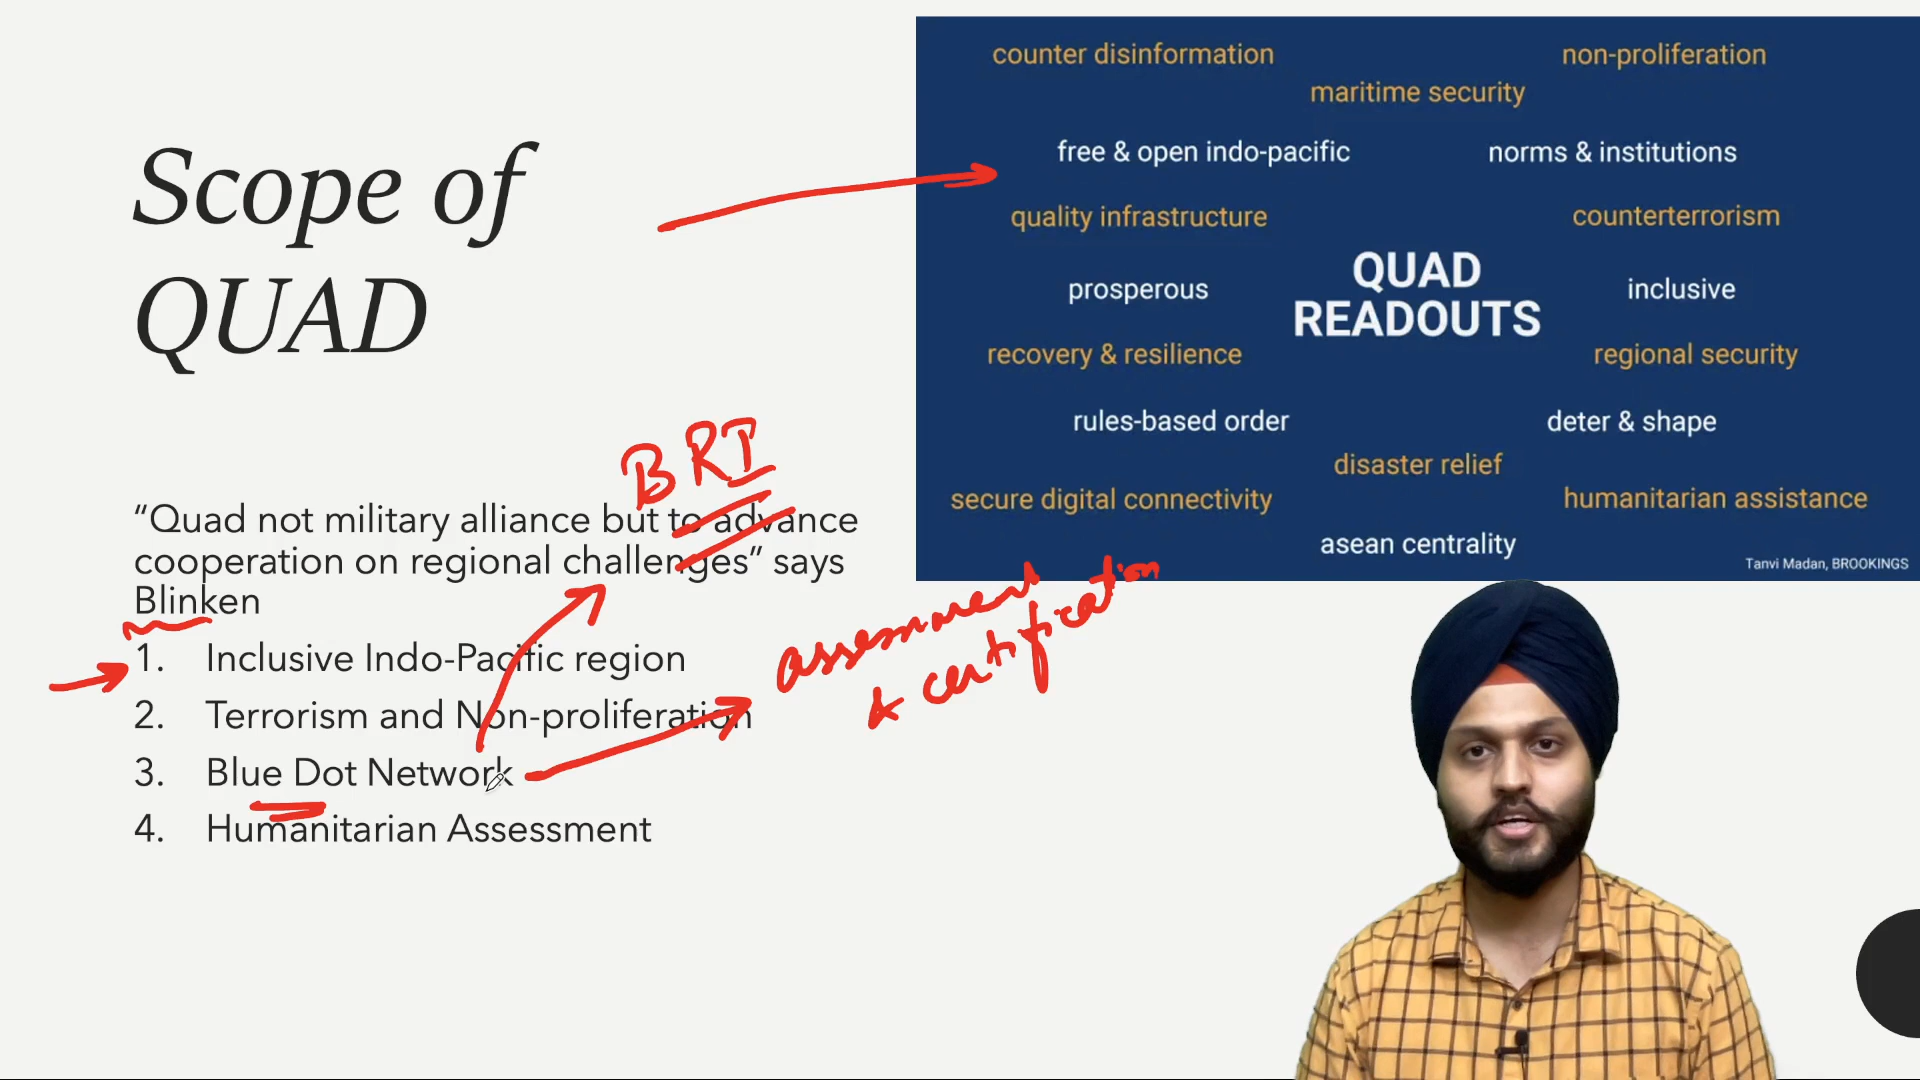 Scope of
QUAD
“Quad not military alliance but to advance
cooperation on regional challenges” says
Blinken
1. Inclusive Indo-Pacific region
2. Terrorism and Non-proliferation
3. Blue Dot Network
4. Humanitarian Assessment
BRI
assessment
& certification
counter disinformation
non-proliferation
maritime security
free & open indo-pacific
norms & institutions
quality infrastructure
counterterrorism
QUAD
READOUTS
prosperous
inclusive
recovery & resilience
regional security
rules-based order
deter & shape
disaster relief
secure digital connectivity
humanitarian assistance
asean centrality
Tanvi Madan, BROOKINGS